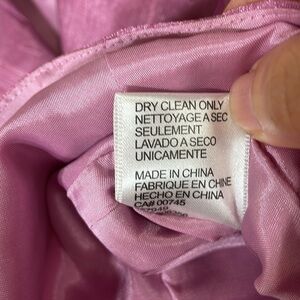 DRY CLEAN ONLY
NETTOYAGE A SEC
SEULEMENT
LAVADO A SECO
UNICAMENTE
MADE IN CHINA
FABRIQUE EN CHINE
HECHO EN CHINA
CA# 00745